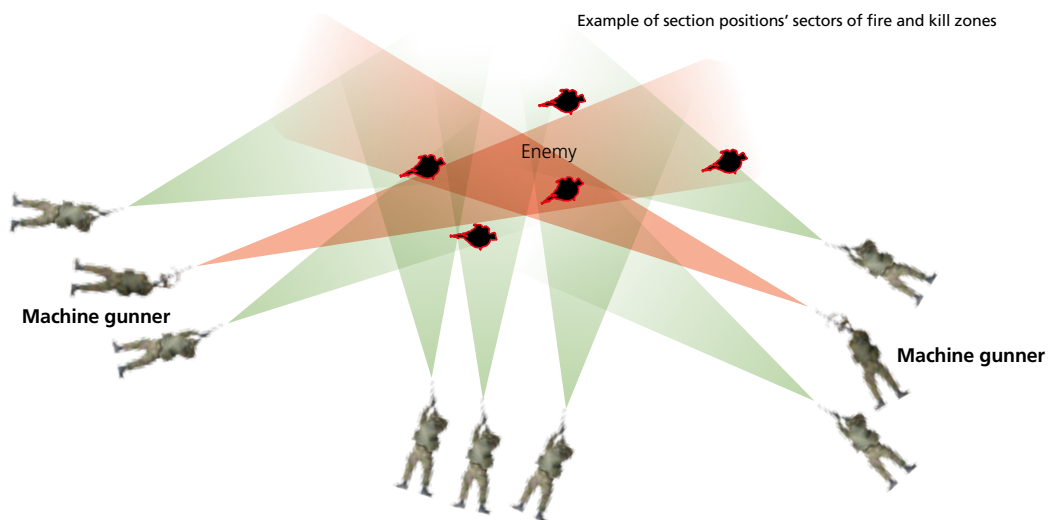 Example of section positions’ sectors of fire and kill zones
Enemy
Machine gunner
Machine gunner